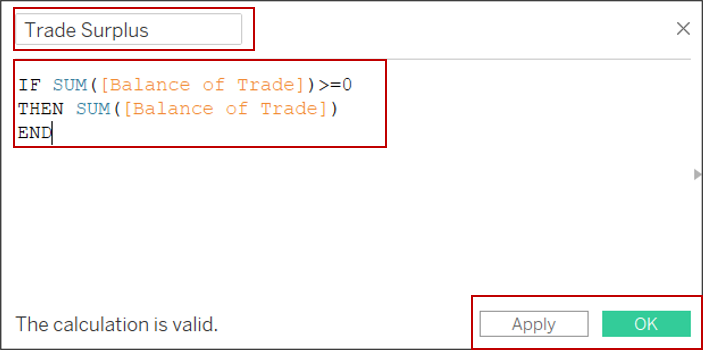 Trade Surplus
IF SUM([Balance of Trade])>=0
THEN SUM([Balance of Trade])
END
The calculation is valid.
Apply
OK